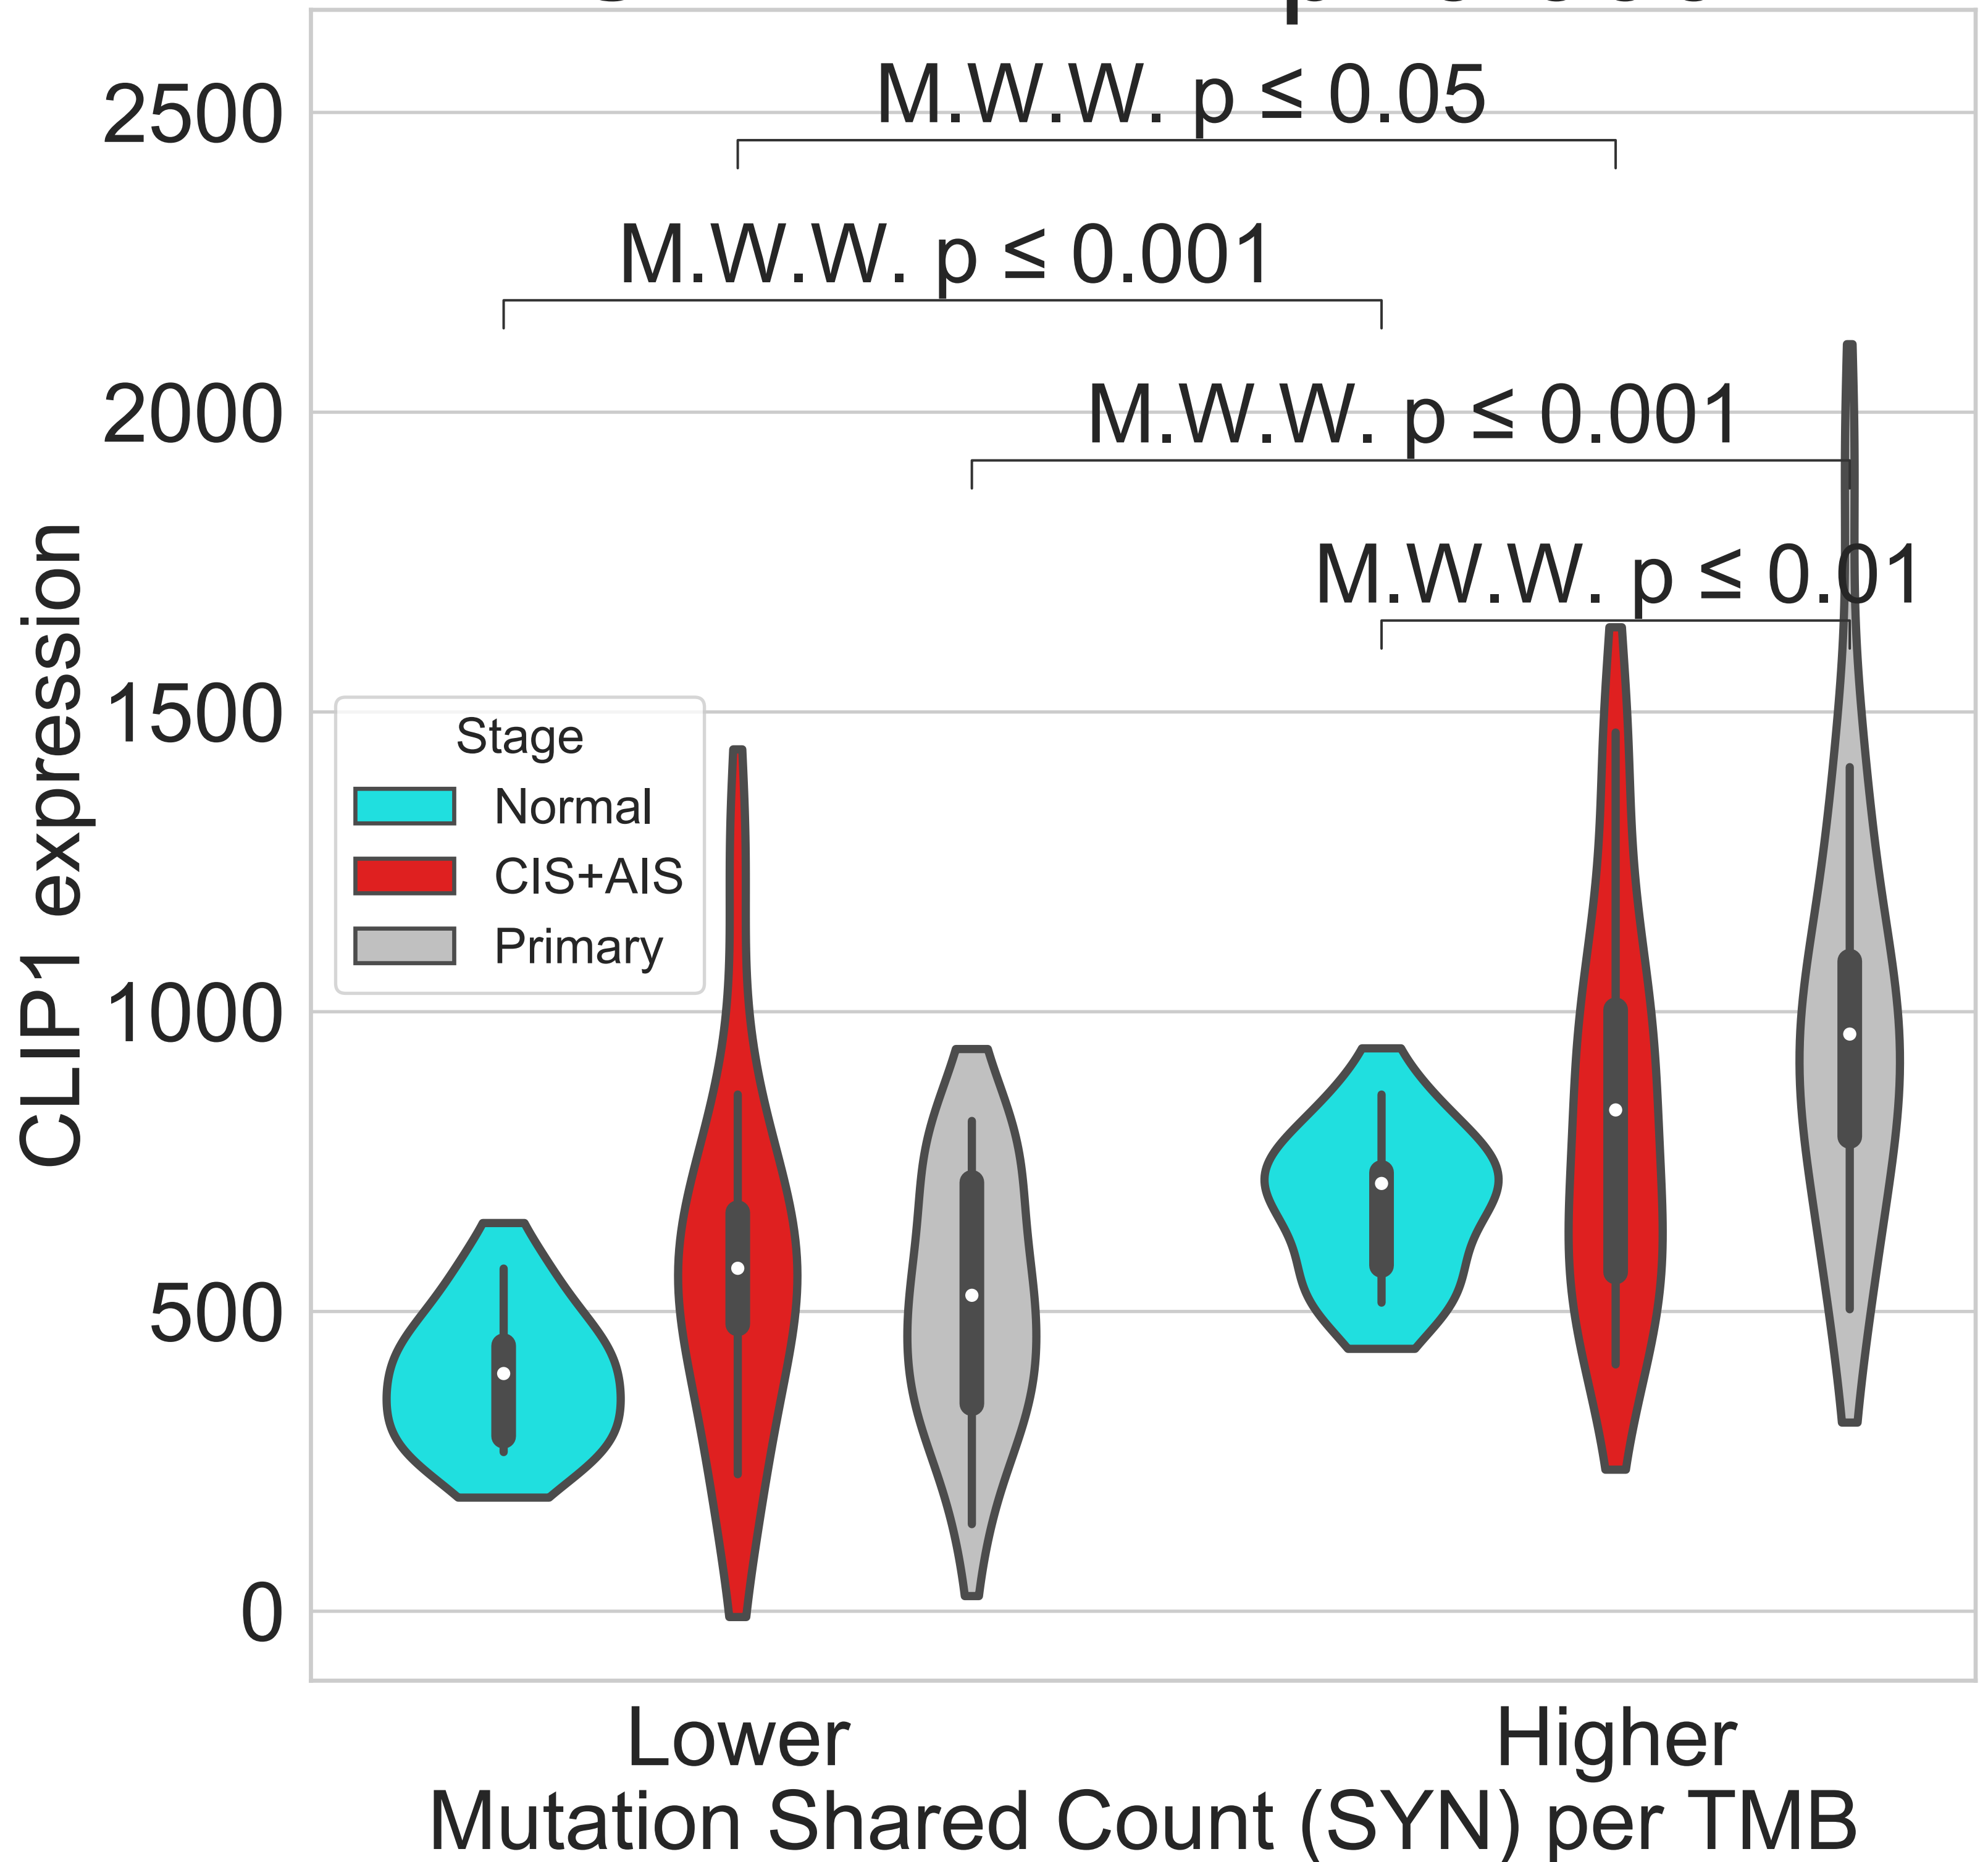 M.W.W. p ≤ 0.05
M.W.W. p ≤ 0.001
M.W.W. p ≤ 0.001
M.W.W. p ≤ 0.01
2500
2000
1500
1000
500
0
CLIP1 expression
Stage
Normal
CIS+AIS
Primary
Lower
Higher
Mutation Shared Count (SYN) per TMB